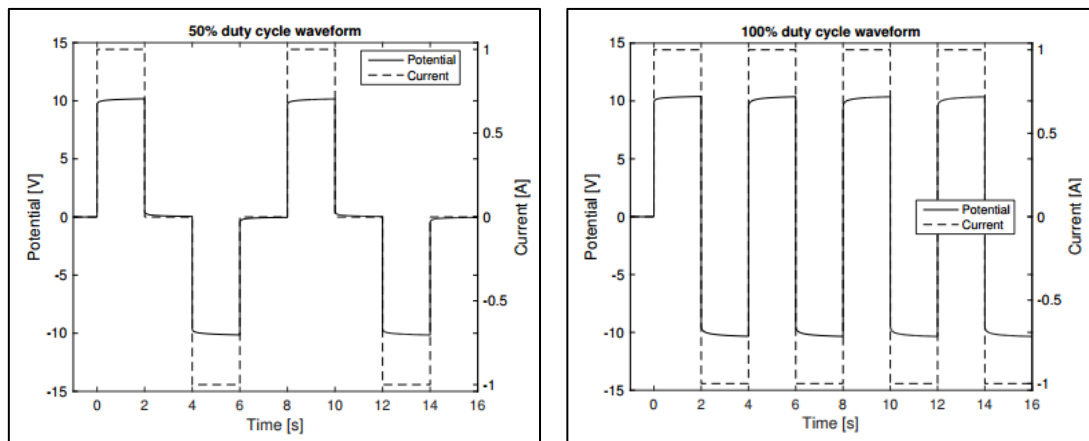 50% duty cycle waveform
15
10
5
0
-5
-10
-15
Potential [V]
1
0.5
0
-0.5
-1
Current [A]
Potential
Current
0 2 4 6 8 10 12 14 16
Time [s]
100% duty cycle waveform
15
10
5
0
-5
-10
-15
Potential [V]
1
0.5
0
-0.5
-1
Current [A]
Potential
Current
0 2 4 6 8 10 12 14 16
Time [s]